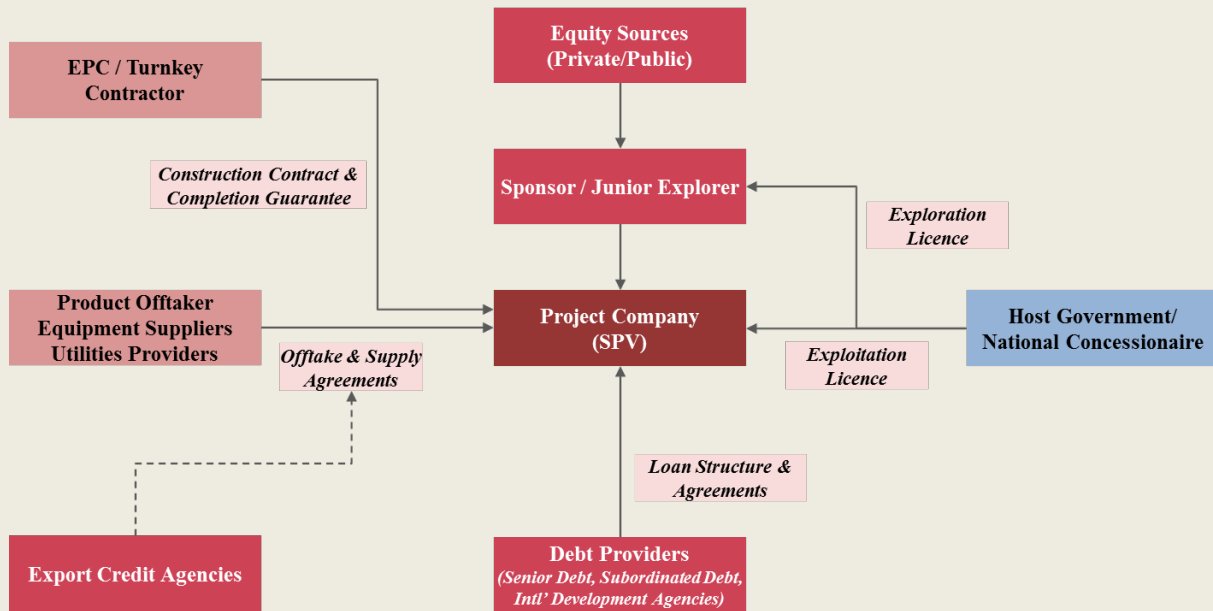 Equity Sources
(Private/Public)
EPC / Turnkey
Contractor
Construction Contract &
Completion Guarantee
Sponsor / Junior Explorer
Exploration
Licence
Product Offtaker
Equipment Suppliers
Utilities Providers
Offtake & Supply
Agreements
Project Company
(SPV)
Exploitation
Licence
Host Government/
National Concessionaire
Loan Structure &
Agreements
Export Credit Agencies
Debt Providers
(Senior Debt, Subordinated Debt,
Intl’ Development Agencies)